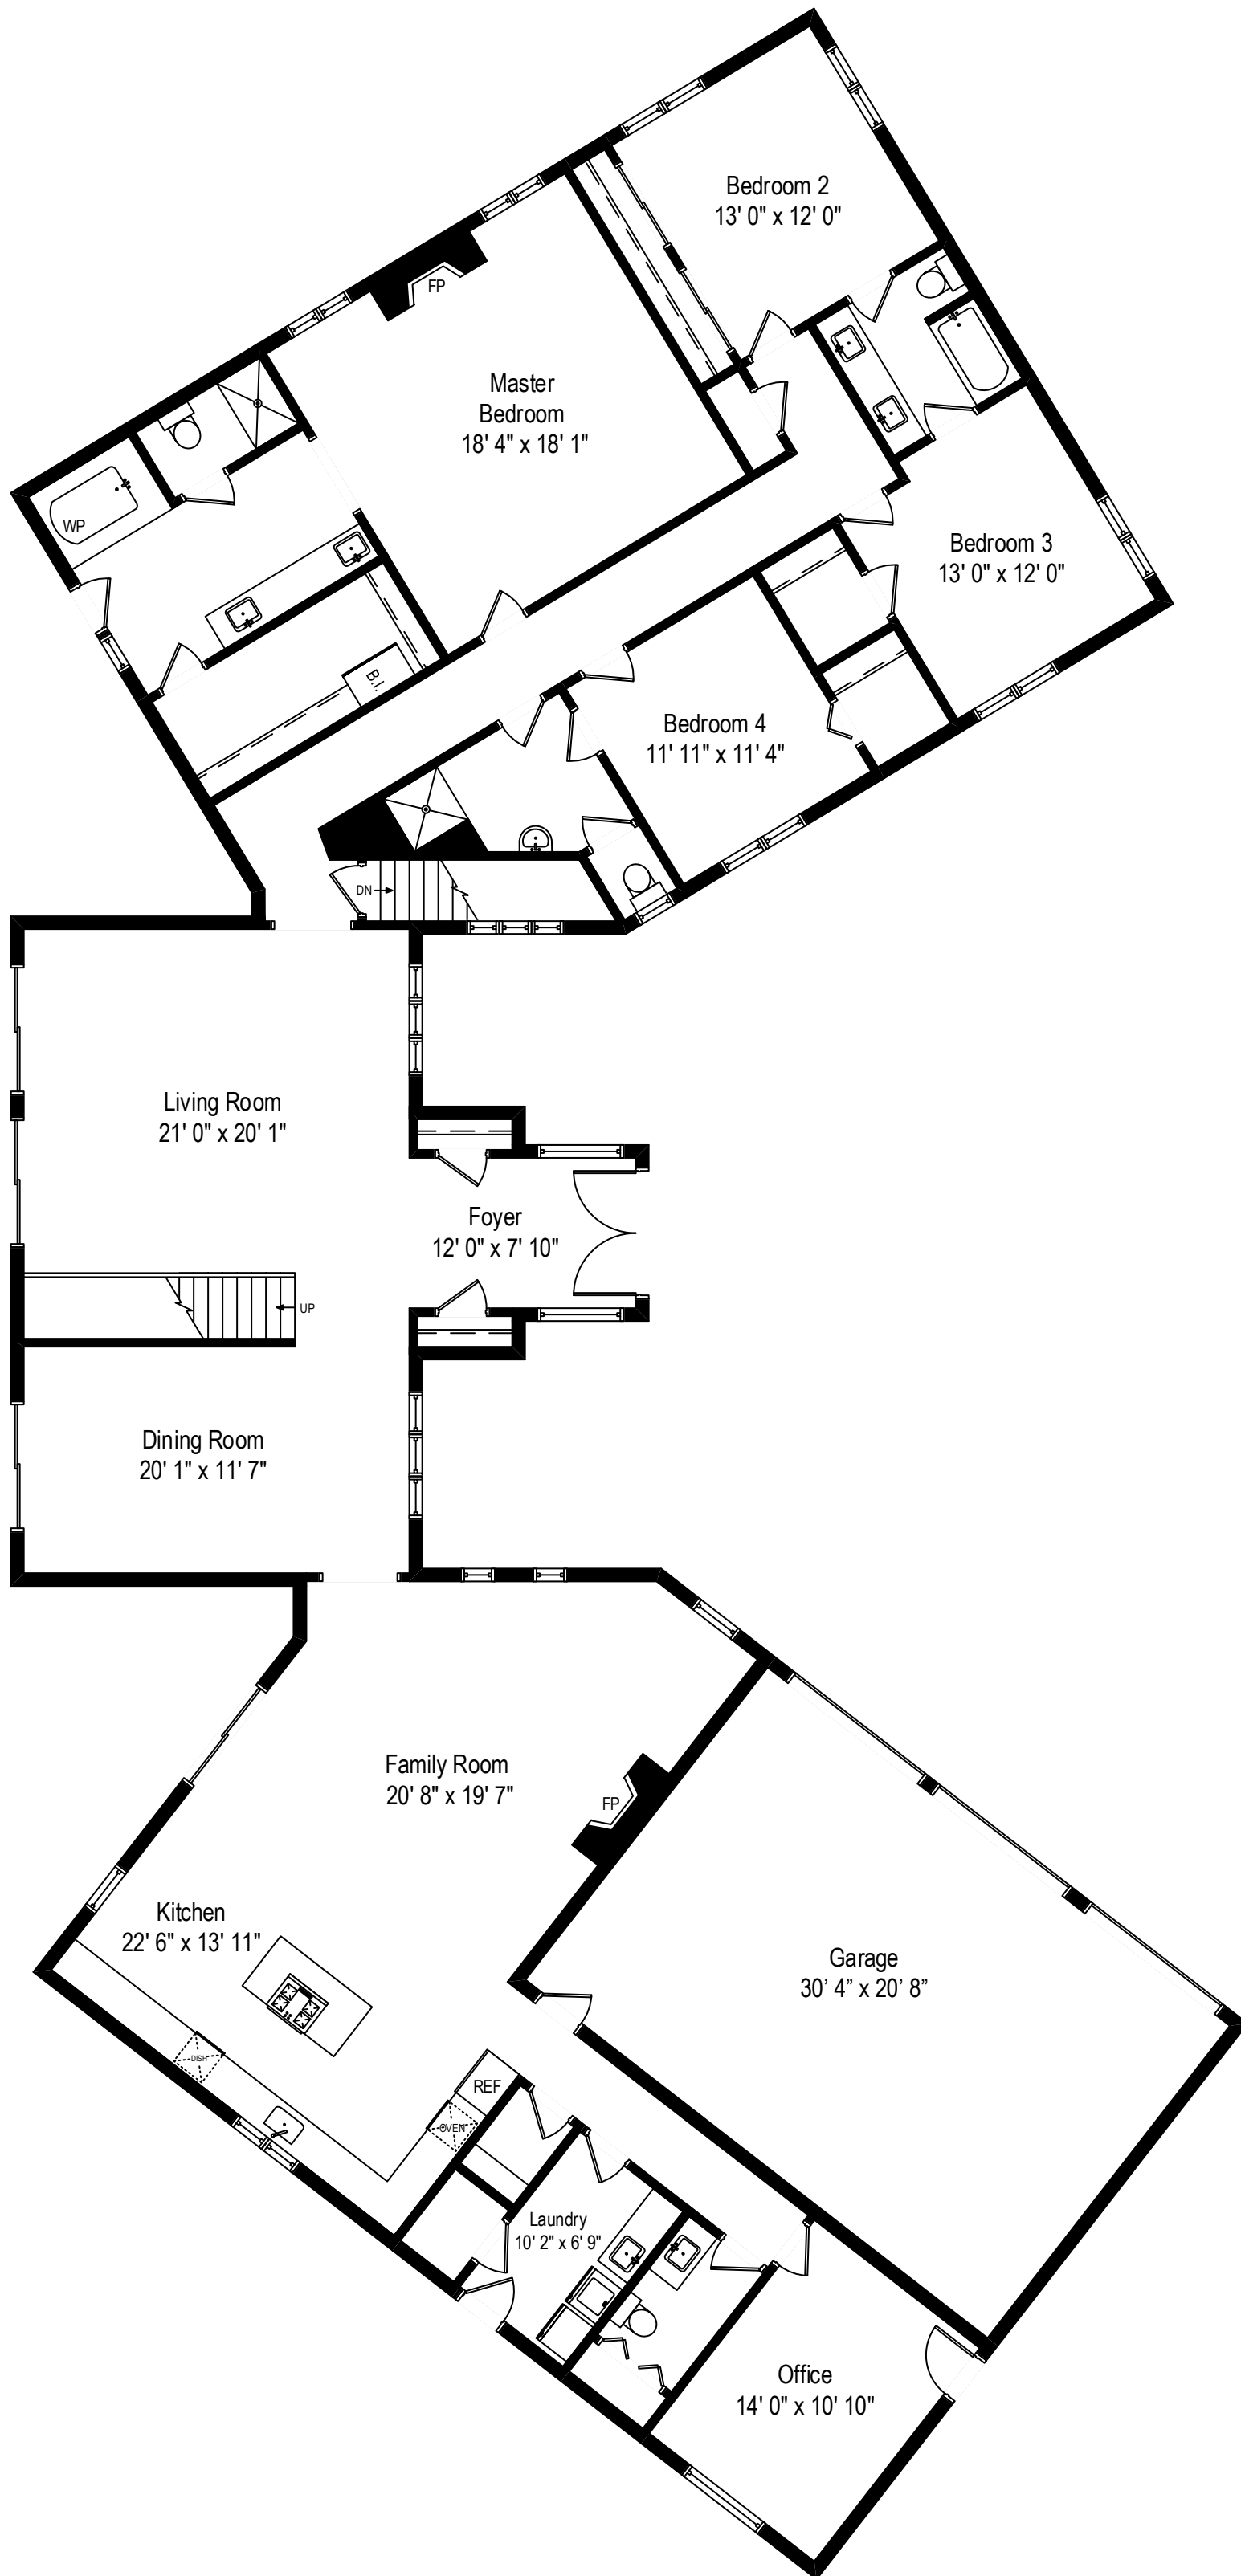 Bedroom 2
13' 0" x 12' 0"
FP
Master
Bedroom
18' 4" x 18' 1"
WP
Bedroom 3
13' 0" x 12' 0"
B.I.
Bedroom 4
11' 11" x 11' 4"
DN
Living Room
21' 0" x 20' 1"
Foyer
12' 0" x 7' 10"
UP
Dining Room
20' 1" x 11' 7"
Family Room
20' 8" x 19' 7"
FP
Kitchen
22' 6" x 13' 11"
Garage
30' 4" x 20' 8"
DISH
REF
OVEN
Laundry
10' 2" x 6' 9"
Office
14' 0" x 10' 10"